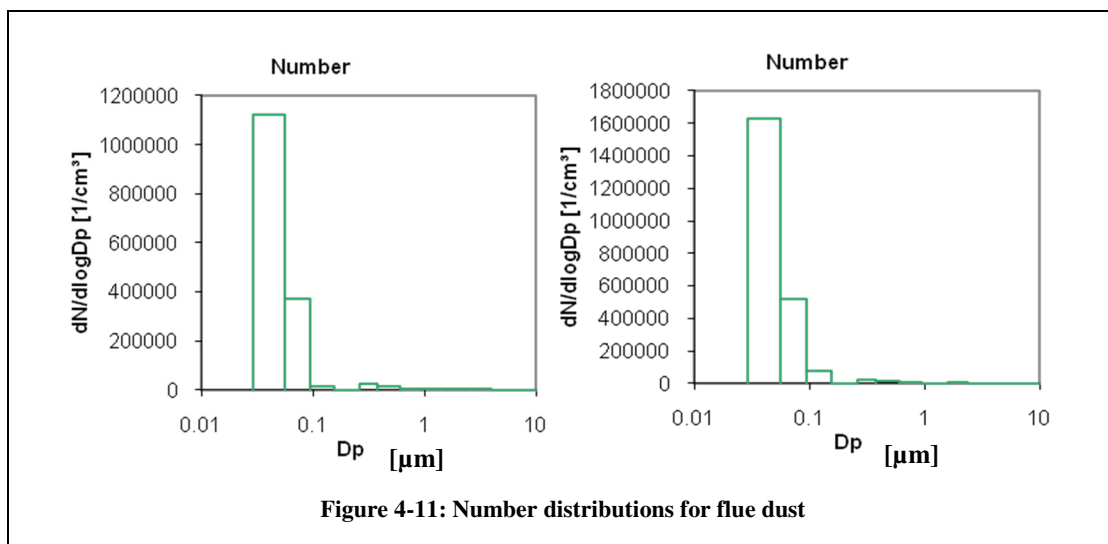 Number
dN/dlogDp [1/cm³]
1200000
1000000
800000
600000
400000
200000
0
0.01 0.1 1 10
Dp [µm]
Number
dN/dlogDp [1/cm³]
1800000
1600000
1400000
1200000
1000000
800000
600000
400000
200000
0
0.01 0.1 1 10
Dp [µm]
Figure 4-11: Number distributions for flue dust